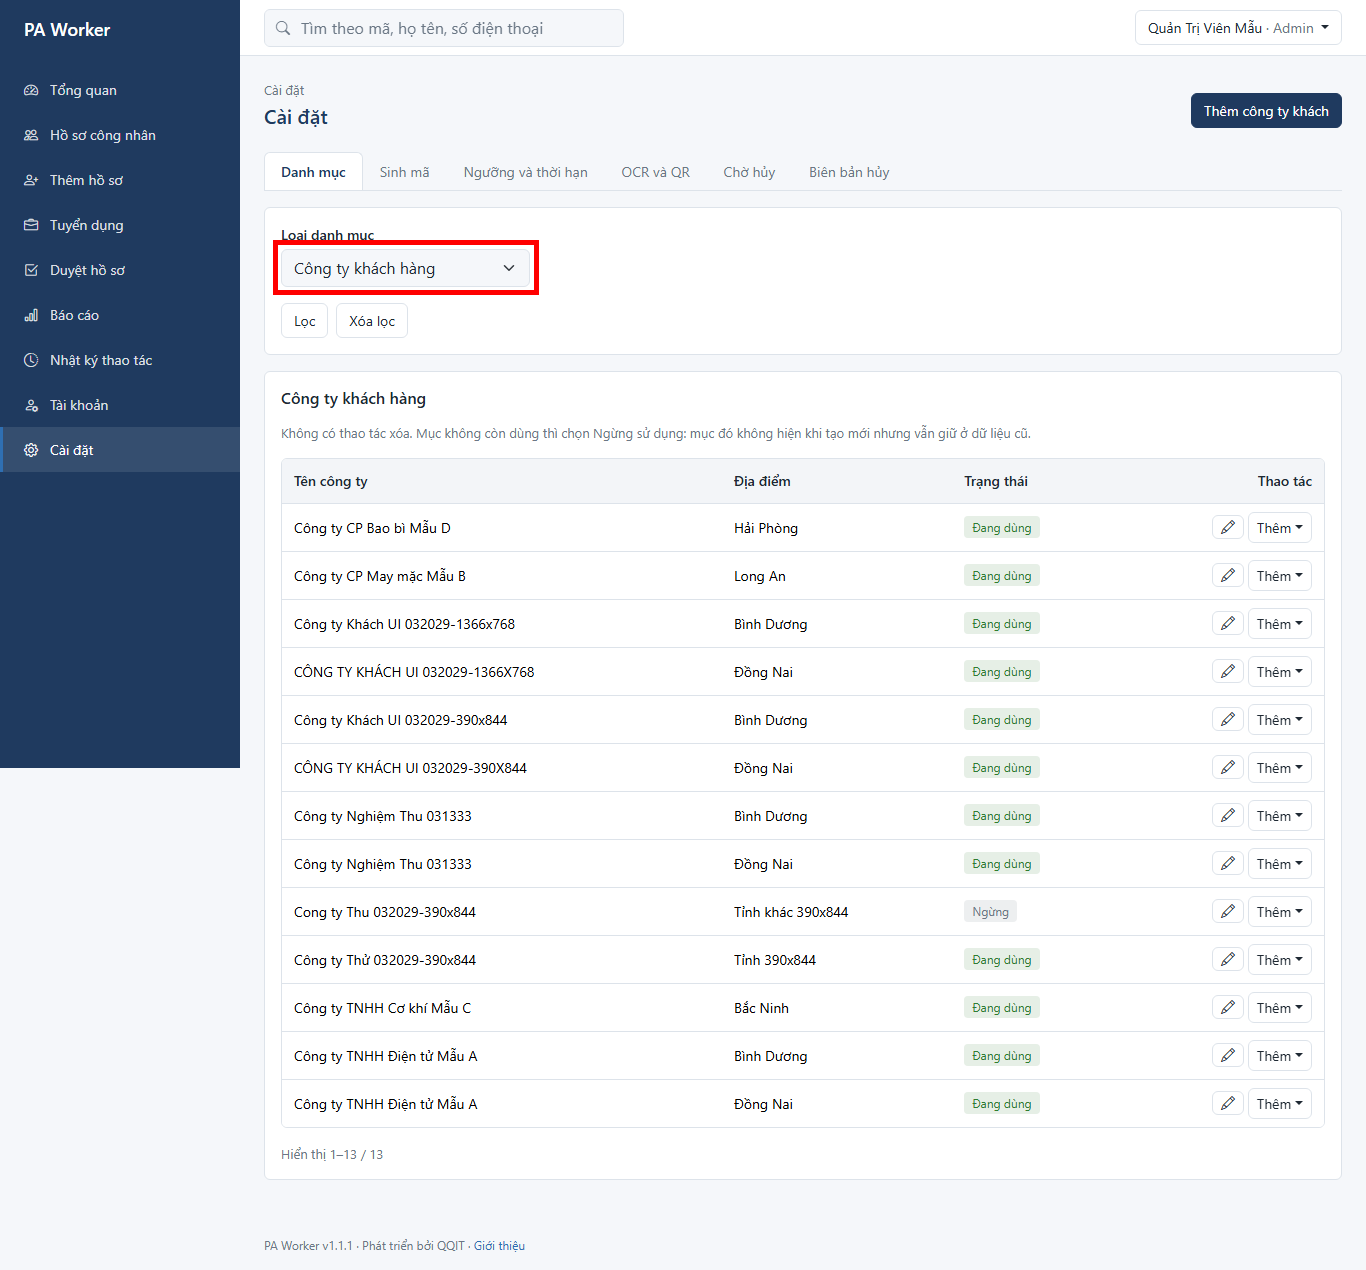 PA Worker
Tìm theo mã, họ tên, số điện thoại
Quản Trị Viên Mẫu · Admin
Tổng quan
Hồ sơ công nhân
Thêm hồ sơ
Tuyển dụng
Duyệt hồ sơ
Báo cáo
Nhật ký thao tác
Tài khoản
Cài đặt
Cài đặt
Cài đặt
Thêm công ty khách
Danh mục Sinh mã Ngưỡng và thời hạn OCR và QR Chờ hủy Biên bản hủy
Loại danh mục
Công ty khách hàng
Lọc Xóa lọc
Công ty khách hàng
Không có thao tác xóa. Mục không còn dùng thì chọn Ngừng sử dụng: mục đó không hiện khi tạo mới nhưng vẫn giữ ở dữ liệu cũ.
Tên công ty Địa điểm Trạng thái Thao tác
Công ty CP Bao bì Mẫu D Hải Phòng Đang dùng Thêm
Công ty CP May mặc Mẫu B Long An Đang dùng Thêm
Công ty Khách UI 032029-1366x768 Bình Dương Đang dùng Thêm
CÔNG TY KHÁCH UI 032029-1366X768 Đồng Nai Đang dùng Thêm
Công ty Khách UI 032029-390x844 Bình Dương Đang dùng Thêm
CÔNG TY KHÁCH UI 032029-390X844 Đồng Nai Đang dùng Thêm
Công ty Nghiệm Thu 031333 Bình Dương Đang dùng Thêm
Công ty Nghiệm Thu 031333 Đồng Nai Đang dùng Thêm
Cong ty Thu 032029-390x844 Tỉnh khác 390x844 Ngừng Thêm
Công ty Thử 032029-390x844 Tỉnh 390x844 Đang dùng Thêm
Công ty TNHH Cơ khí Mẫu C Bắc Ninh Đang dùng Thêm
Công ty TNHH Điện tử Mẫu A Bình Dương Đang dùng Thêm
Công ty TNHH Điện tử Mẫu A Đồng Nai Đang dùng Thêm
Hiển thị 1–13 / 13
PA Worker v1.1.1 · Phát triển bởi QQIT · Giới thiệu